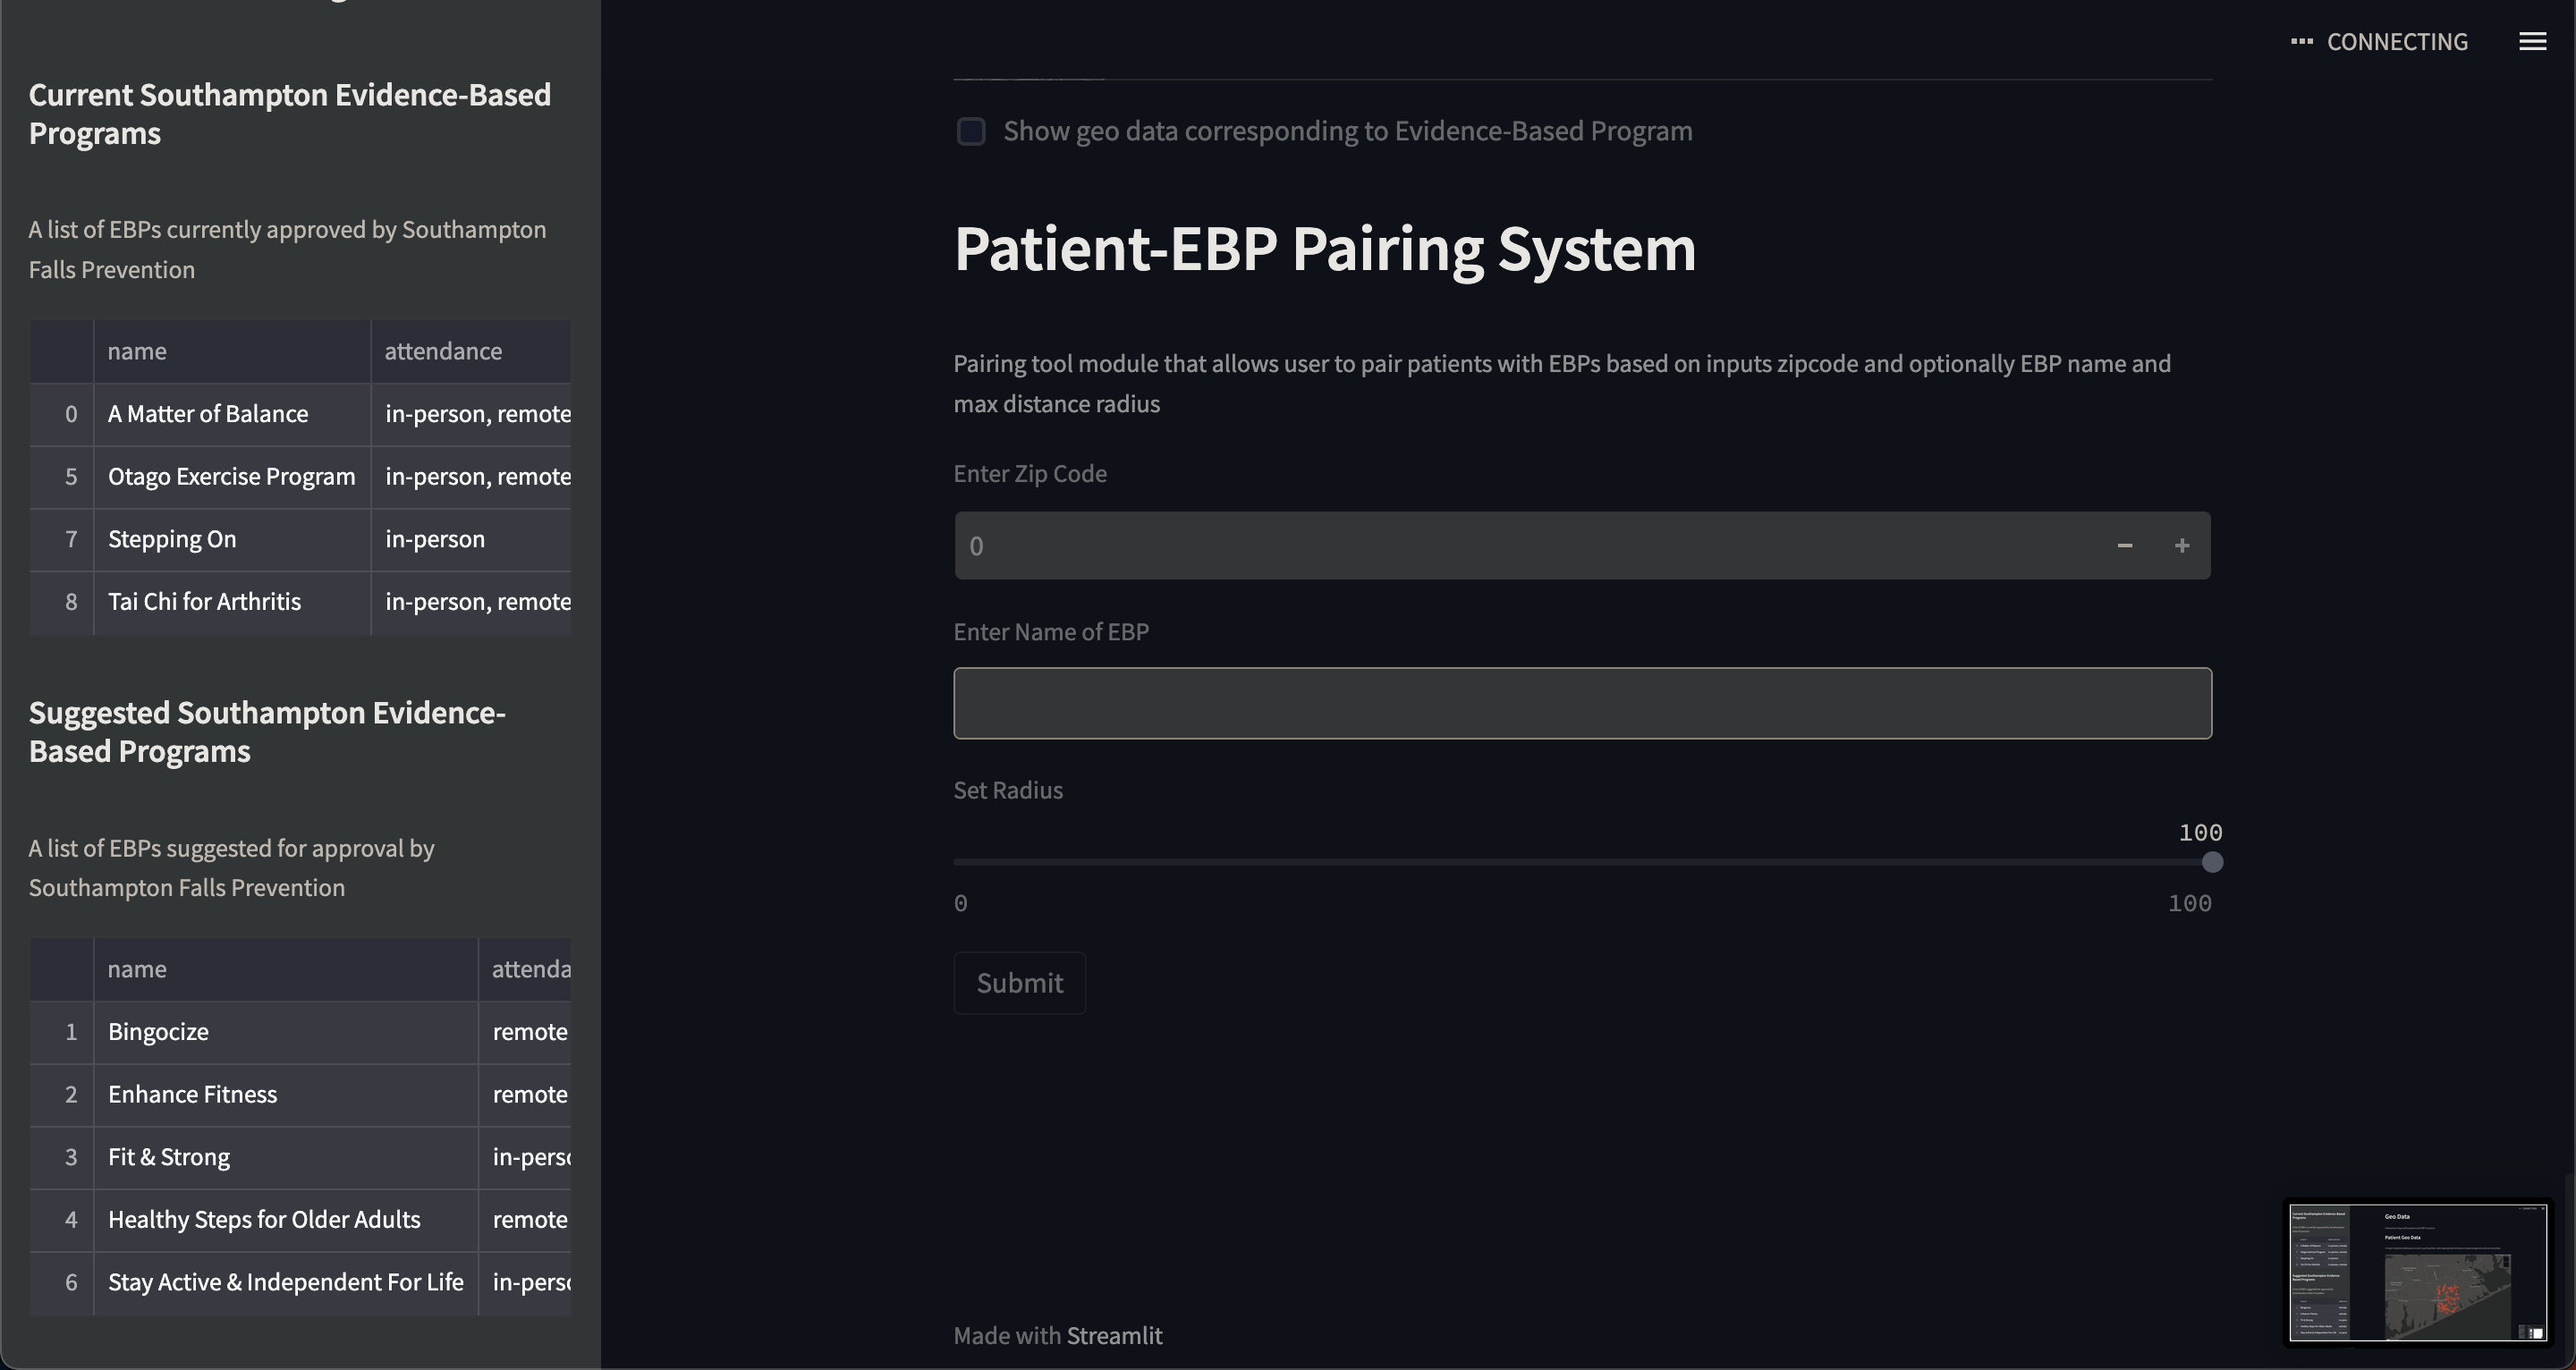 Current Southampton Evidence-Based
Programs
A list of EBPs currently approved by Southampton
Falls Prevention
name attendance
0 A Matter of Balance in-person, remote
5 Otago Exercise Program in-person, remote
7 Stepping On in-person
8 Tai Chi for Arthritis in-person, remote
Suggested Southampton Evidence-
Based Programs
A list of EBPs suggested for approval by
Southampton Falls Prevention
name attenda
1 Bingocize remote
2 Enhance Fitness remote
3 Fit & Strong in-perso
4 Healthy Steps for Older Adults remote
6 Stay Active & Independent For Life in-perso
CONNECTING
Show geo data corresponding to Evidence-Based Program
Patient-EBP Pairing System
Pairing tool module that allows user to pair patients with EBPs based on inputs zipcode and optionally EBP name and
max distance radius
Enter Zip Code
0
Enter Name of EBP
Set Radius
100
0 100
Submit
Made with Streamlit
Geo Data
Patient Geo Data